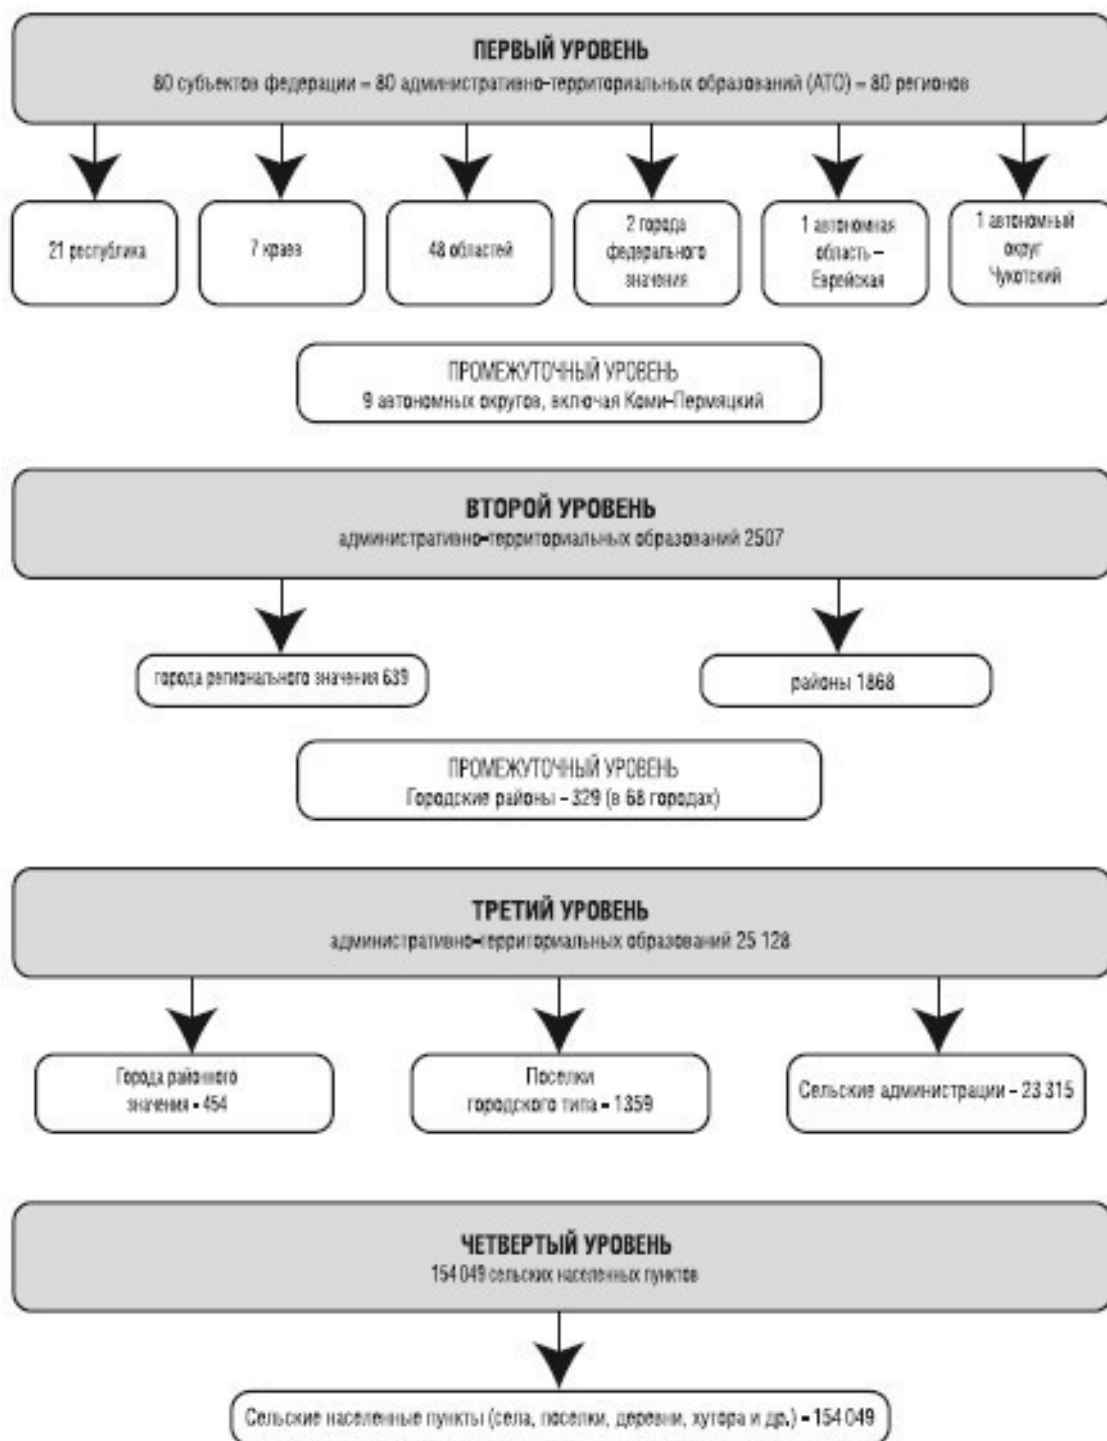 ПЕРВЫЙ УРОВЕНЬ
80 субъектов федерации – 80 административно-территориальных образований (АТО) – 80 регионов
21 республика
7 краев
48 областей
2 города
федерального
значения
1 автономная
область –
Еврейская
1 автономный
округ
Чукотский
ПРОМЕЖУТОЧНЫЙ УРОВЕНЬ
9 автономных округов, включая Коми-Пермяцкий
ВТОРОЙ УРОВЕНЬ
административно-территориальных образований 2507
города регионального значения 639
районы 1868
ПРОМЕЖУТОЧНЫЙ УРОВЕНЬ
Городские районы – 329 (в 68 городах)
ТРЕТИЙ УРОВЕНЬ
административно-территориальных образований 25 128
Города районного
значения - 454
Поселки
городского типа – 1359
Сельские администрации – 23 315
ЧЕТВЕРТЫЙ УРОВЕНЬ
154 049 сельских населенных пунктов
Сельские населенные пункты (села, поселки, деревни, хутора и др.) – 154 049